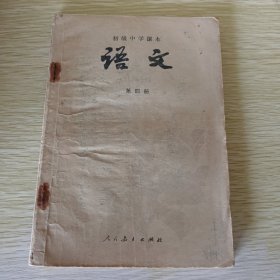 初级中学课本
语文
第四册
人民教育出版社